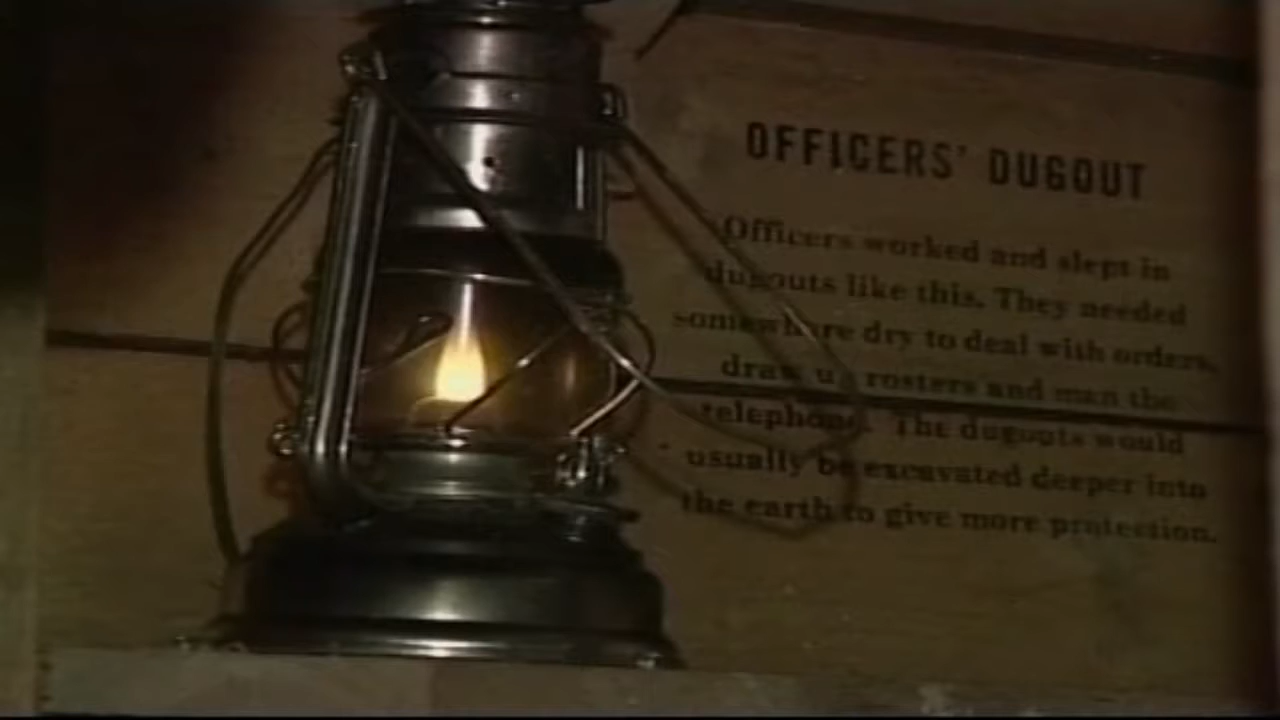 OFFICERS' DUGOUT
Officers worked and slept in
dugouts like this. They needed
somewhere dry to deal with orders,
draw up rosters and man the
telephone. The dugouts would
usually be excavated deeper into
the earth to give more protection.